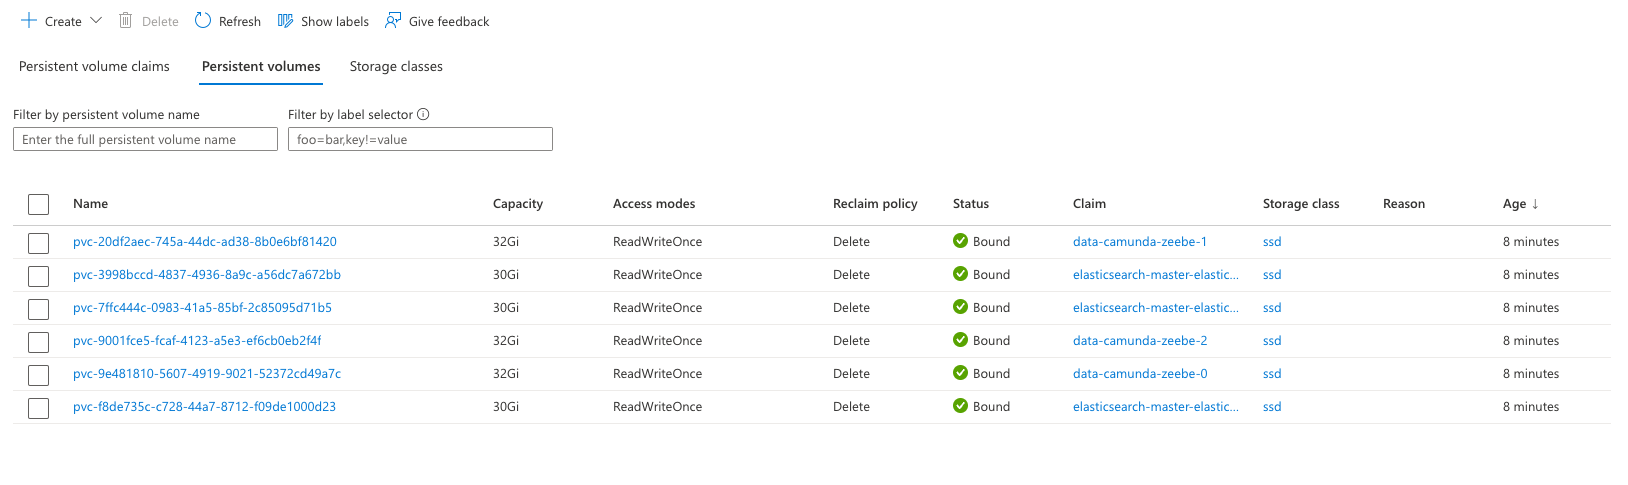 Create Delete Refresh Show labels Give feedback
Persistent volume claims Persistent volumes Storage classes
Filter by persistent volume name Filter by label selector
Enter the full persistent volume name foo=bar,key!=value
Name Capacity Access modes Reclaim policy Status Claim Storage class Reason Age ↓
pvc-20df2aec-745a-44dc-ad38-8b0e6bf81420 32Gi ReadWriteOnce Delete Bound data-camunda-zeebe-1 ssd 8 minutes
pvc-3998bccd-4837-4936-8a9c-a56dc7a672bb 30Gi ReadWriteOnce Delete Bound elasticsearch-master-elastic... ssd 8 minutes
pvc-7ffc444c-0983-41a5-85bf-2c85095d71b5 30Gi ReadWriteOnce Delete Bound elasticsearch-master-elastic... ssd 8 minutes
pvc-9001fce5-fcaf-4123-a5e3-ef6cb0eb2f4f 32Gi ReadWriteOnce Delete Bound data-camunda-zeebe-2 ssd 8 minutes
pvc-9e481810-5607-4919-9021-52372cd49a7c 32Gi ReadWriteOnce Delete Bound data-camunda-zeebe-0 ssd 8 minutes
pvc-f8de735c-c728-44a7-8712-f09de1000d23 30Gi ReadWriteOnce Delete Bound elasticsearch-master-elastic... ssd 8 minutes